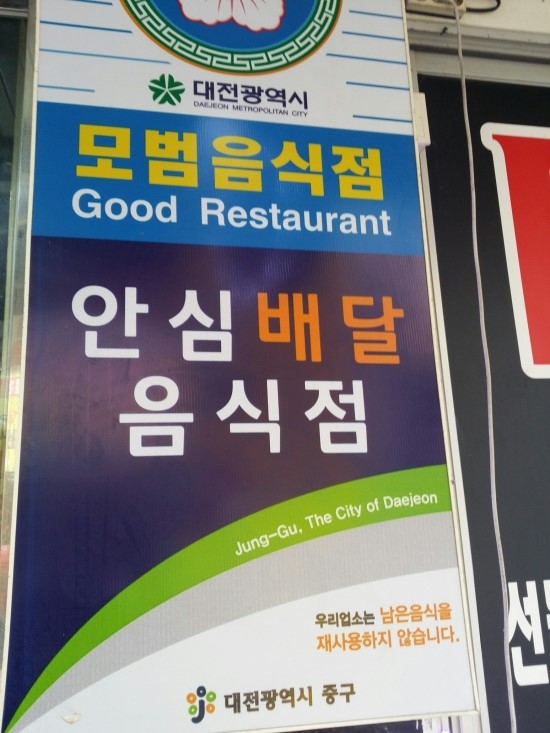 대전광역시
DAEJEON METROPOLITAN CITY
모범음식점
Good Restaurant
안심배달
음식점
Jung-Gu, The City of Daejeon
우리업소는 남은음식을
재사용하지 않습니다.
대전광역시 중구